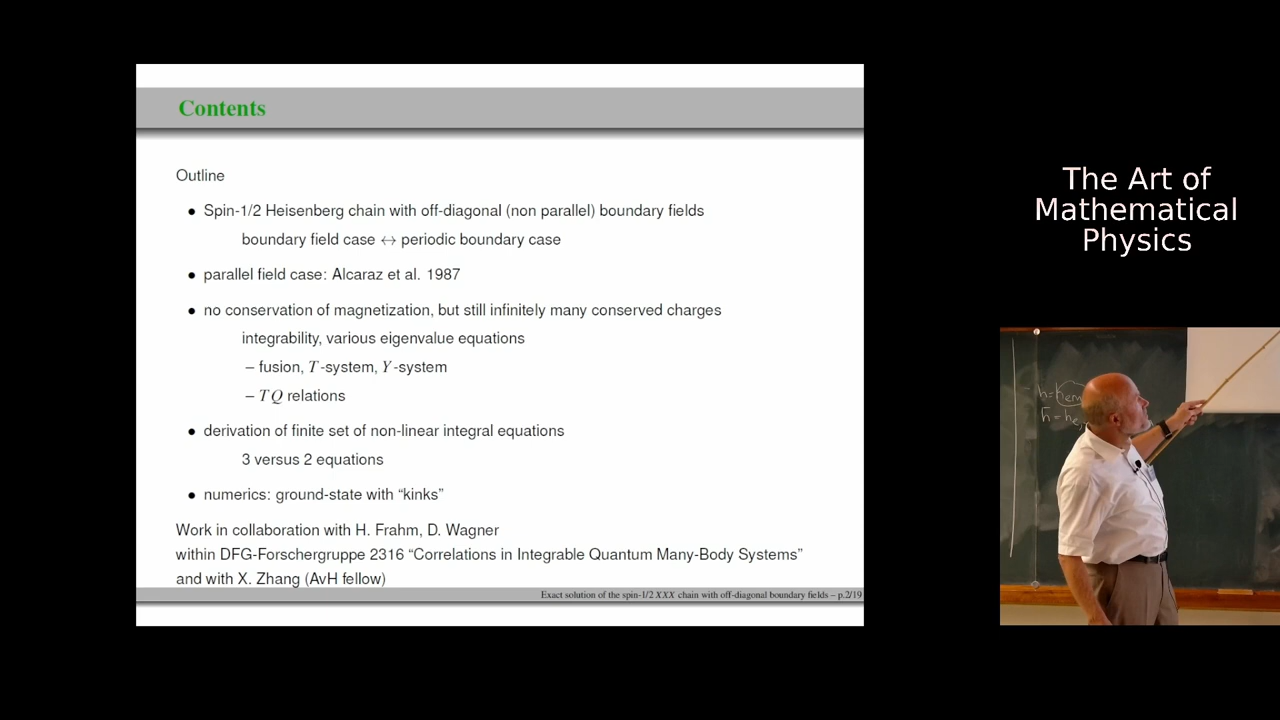 Contents
Outline
• Spin-1/2 Heisenberg chain with off-diagonal (non parallel) boundary fields
boundary field case ↔ periodic boundary case
• parallel field case: Alcaraz et al. 1987
• no conservation of magnetization, but still infinitely many conserved charges
integrability, various eigenvalue equations
– fusion, T-system, Y-system
– TQ relations
• derivation of finite set of non-linear integral equations
3 versus 2 equations
• numerics: ground-state with “kinks”
Work in collaboration with H. Frahm, D. Wagner
within DFG-Forschergruppe 2316 “Correlations in Integrable Quantum Many-Body Systems”
and with X. Zhang (AvH fellow)
Exact solution of the spin-1/2 XXX chain with off-diagonal boundary fields – p.2/19
The Art of
Mathematical
Physics